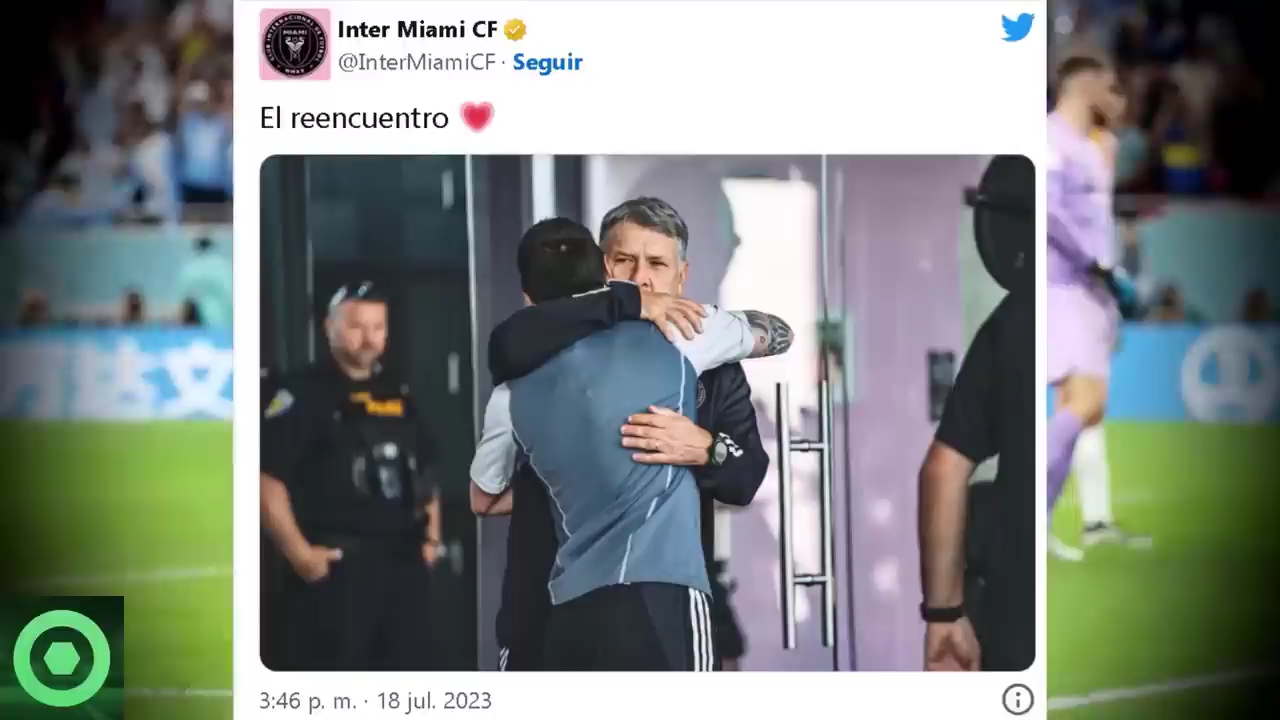 Inter Miami CF
@InterMiamiCF · Seguir
El reencuentro
3:46 p. m. · 18 jul. 2023